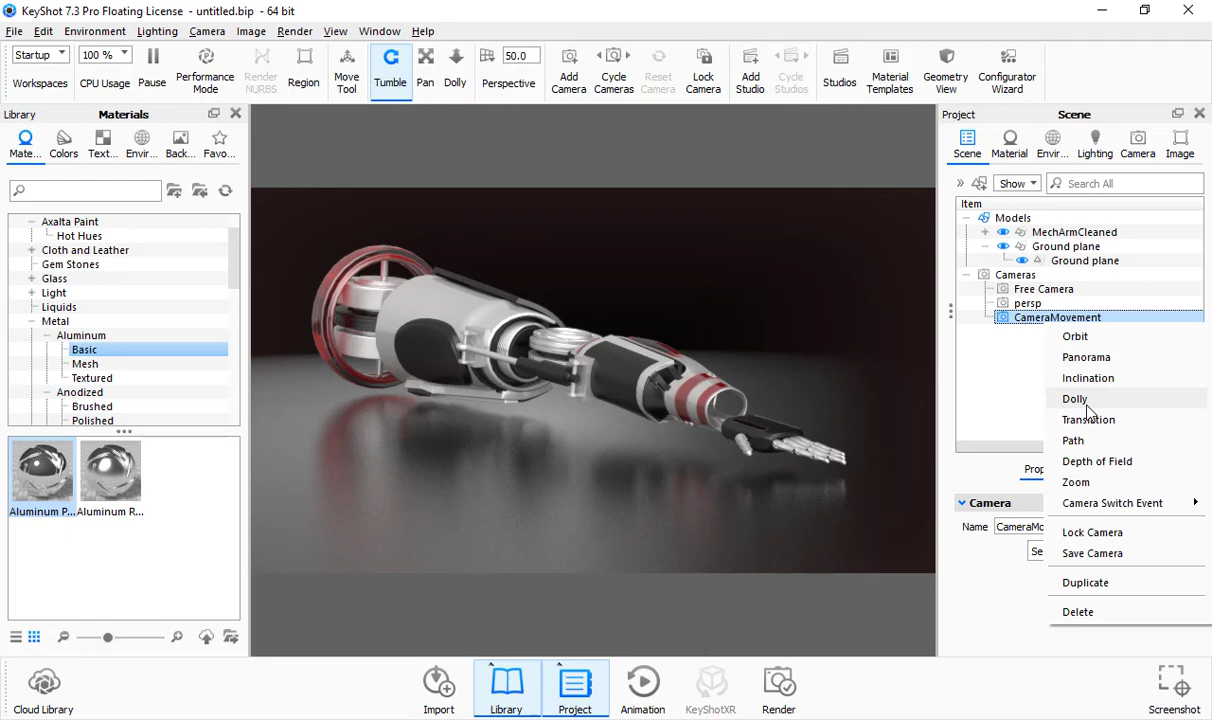 KeyShot 7.3 Pro Floating License - untitled.bip - 64 bit
File Edit Environment Lighting Camera Image Render View Window Help
Startup 100 % 50.0
Workspaces CPU Usage Pause Performance Mode Render NURBS Region Move Tool Tumble Pan Dolly Perspective Add Camera Cycle Cameras Reset Camera Lock Camera Add Studio Cycle Studios Studios Material Templates Geometry View Configurator Wizard
Library Materials
Mate... Colors Text... Envir... Back... Favo...
Axalta Paint
Hot Hues
Cloth and Leather
Gem Stones
Glass
Light
Liquids
Metal
Aluminum
Basic
Mesh
Textured
Anodized
Brushed
Polished
Aluminum P... Aluminum R...
Project Scene
Scene Material Envir... Lighting Camera Image
Show Search All
Item
Models
MechArmCleaned
Ground plane
Ground plane
Cameras
Free Camera
persp
CameraMovement
Orbit
Panorama
Inclination
Dolly
Translation
Path
Depth of Field
Zoom
Camera Switch Event
Lock Camera
Save Camera
Duplicate
Delete
Prop
Camera
Name CameraMo
Se
Cloud Library Import Library Project Animation KeyShotXR Render Screenshot